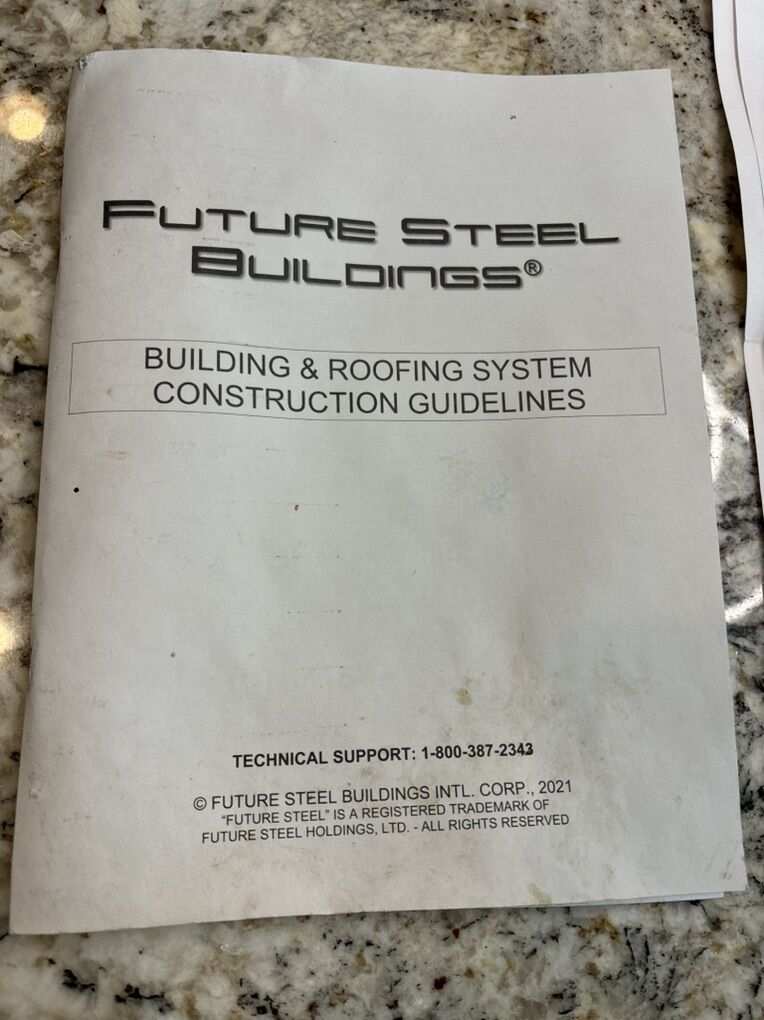 FUTURE STEEL
BUILDINGS®
BUILDING & ROOFING SYSTEM
CONSTRUCTION GUIDELINES
TECHNICAL SUPPORT: 1-800-387-2343
© FUTURE STEEL BUILDINGS INTL. CORP., 2021
“FUTURE STEEL” IS A REGISTERED TRADEMARK OF
FUTURE STEEL HOLDINGS, LTD. - ALL RIGHTS RESERVED